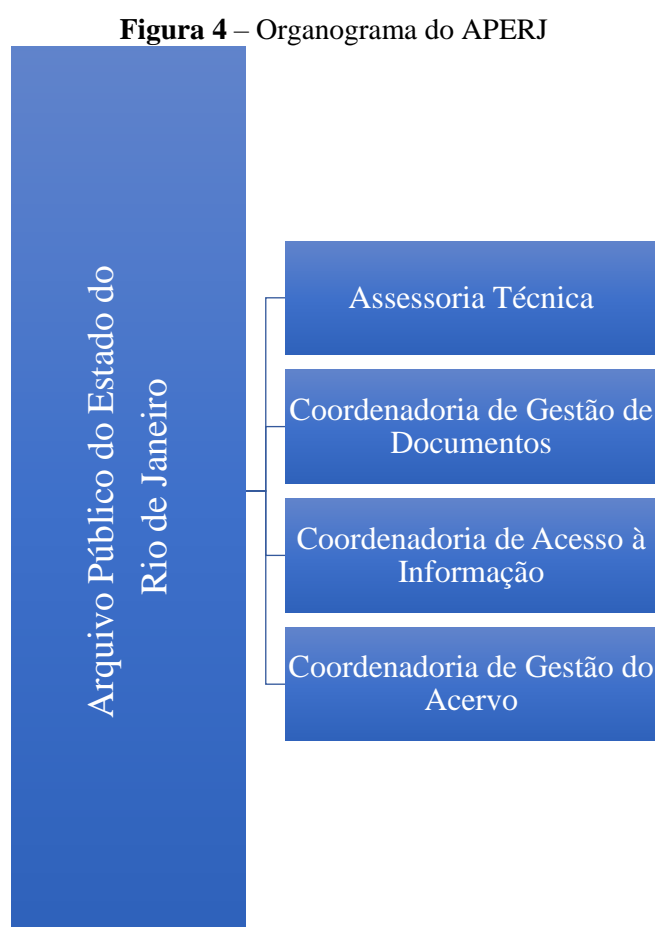 Figura 4 – Organograma do APERJ
Arquivo Público do Estado do
Rio de Janeiro
Assessoria Técnica
Coordenadoria de Gestão de
Documentos
Coordenadoria de Acesso à
Informação
Coordenadoria de Gestão do
Acervo